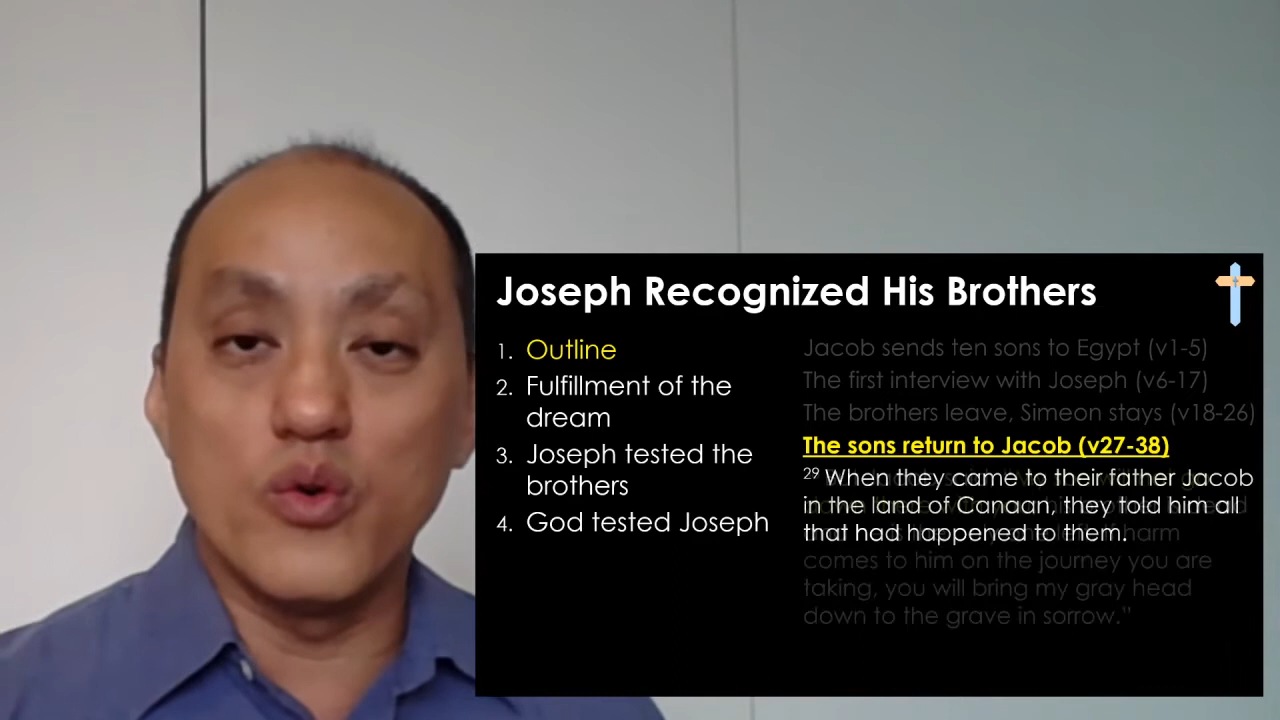 Joseph Recognized His Brothers
1. Outline
2. Fulfillment of the
dream
3. Joseph tested the
brothers
4. God tested Joseph
Jacob sends ten sons to Egypt (v1-5)
The first interview with Joseph (v6-17)
The brothers leave, Simeon stays (v18-26)
The sons return to Jacob (v27-38)
29 When they came to their father Jacob
in the land of Canaan, they told him all
that had happened to them.
harm
comes to him on the journey you are
taking, you will bring my gray head
down to the grave in sorrow."